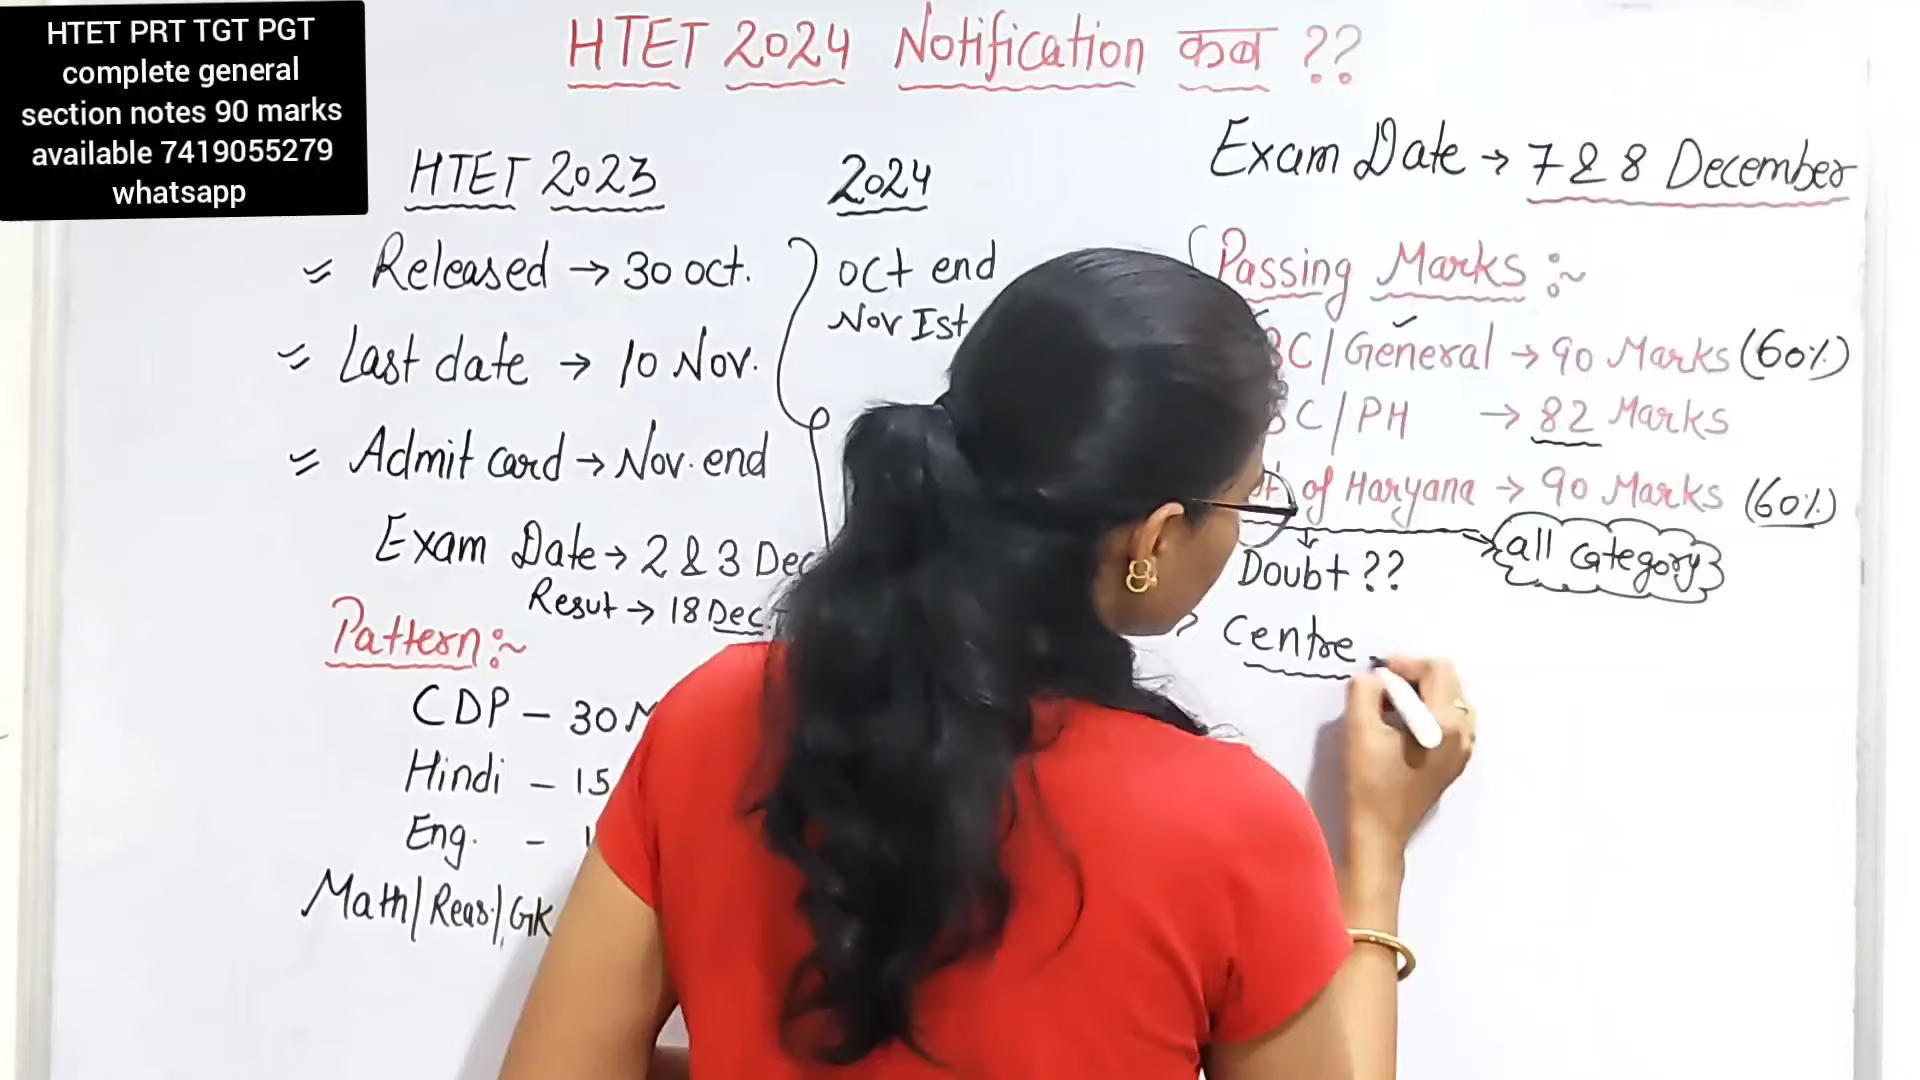 HTET PRT TGT PGT
complete general
section notes 90 marks
available 7419055279
whatsapp
HTET 2024 Notification कब ??
HTET 2023
Released → 30 oct.
Last date → 10 Nov.
Admit card → Nov. end
Exam Date → 2 & 3 Dec
Resut → 18 Dec.
2024
oct end
Nov Ist
Pattern :~
CDP - 30
Hindi - 15
Eng. -
Math/Reas./GK
Exam Date → 7 & 8 December
Passing Marks :~
BC/General → 90 Marks (60%)
SC/PH → 82 Marks
of Haryana → 90 Marks (60%)
Doubt ??
all category
Centre